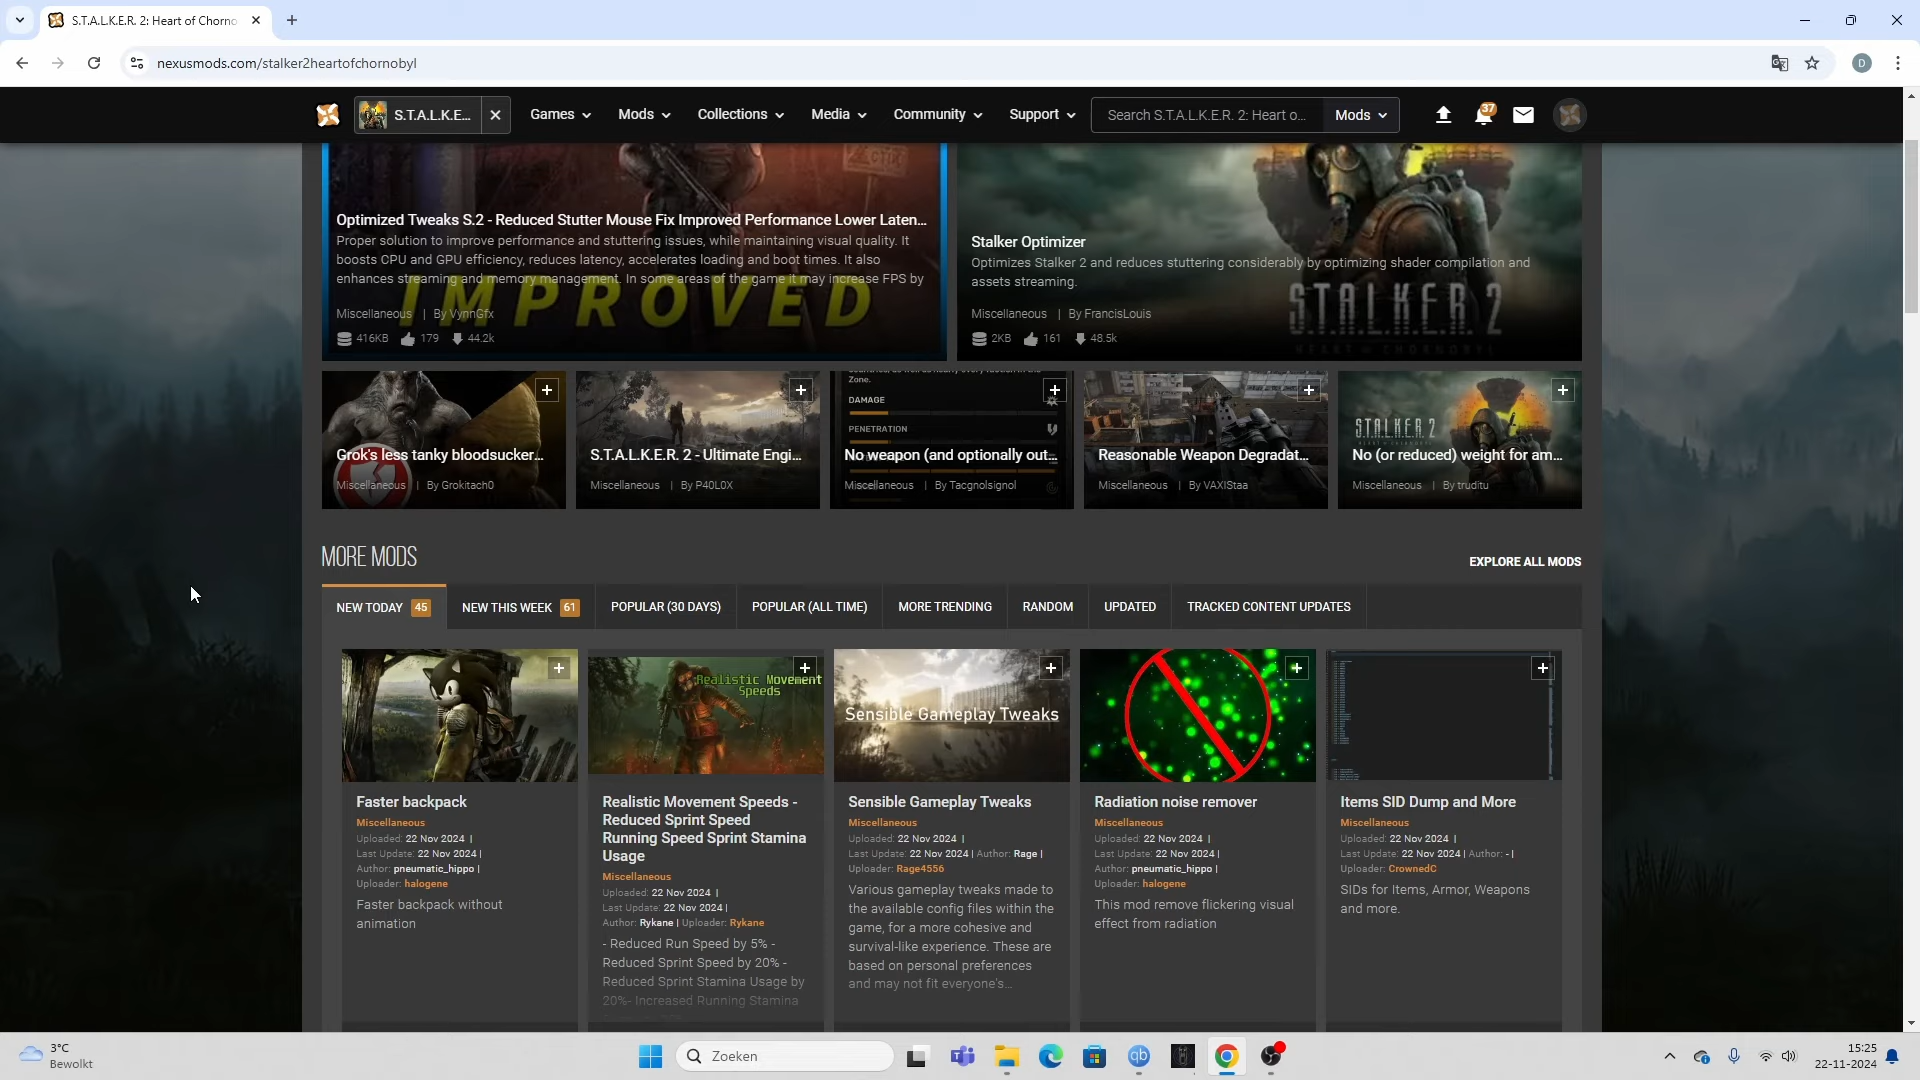 S.T.A.L.K.E.R. 2: Heart of Chorno
nexusmods.com/stalker2heartofchornobyl
D
S.T.A.L.K.E...
Games
Mods
Collections
Media
Community
Support
Search S.T.A.L.K.E.R. 2: Heart o...
Mods
37
Optimized Tweaks S.2 - Reduced Stutter Mouse Fix Improved Performance Lower Laten...
Proper solution to improve performance and stuttering issues, while maintaining visual quality. It
boosts CPU and GPU efficiency, reduces latency, accelerates loading and boot times. It also
enhances streaming and memory management. In some areas of the game it may increase FPS by
IMPROVED
Miscellaneous | By VynnGfx
416KB 179 44.2k
Stalker Optimizer
Optimizes Stalker 2 and reduces stuttering considerably by optimizing shader compilation and
assets streaming.
S.T.A.L.K.E.R. 2
HEART OF CHORNOBYL
Miscellaneous | By FrancisLouis
2KB 161 48.5k
Grok's less tanky bloodsucker...
Miscellaneous | By Grokitach0
S.T.A.L.K.E.R. 2 - Ultimate Engi...
Miscellaneous | By P40L0X
Zone.
DAMAGE
PENETRATION
No weapon (and optionally out...
Miscellaneous | By Tacgnolsignol
Reasonable Weapon Degradat...
Miscellaneous | By VAXIStaa
S.T.A.L.K.E.R. 2
No (or reduced) weight for am...
Miscellaneous | By truditu
MORE MODS
EXPLORE ALL MODS
NEW TODAY 45
NEW THIS WEEK 61
POPULAR (30 DAYS)
POPULAR (ALL TIME)
MORE TRENDING
RANDOM
UPDATED
TRACKED CONTENT UPDATES
Faster backpack
Miscellaneous
Uploaded: 22 Nov 2024 |
Last Update: 22 Nov 2024 |
Author: pneumatic_hippo |
Uploader: halogene
Faster backpack without
animation
Realistic Movement
Speeds
Realistic Movement Speeds -
Reduced Sprint Speed
Running Speed Sprint Stamina
Usage
Miscellaneous
Uploaded: 22 Nov 2024 |
Last Update: 22 Nov 2024 |
Author: Rykane | Uploader: Rykane
- Reduced Run Speed by 5% -
Reduced Sprint Speed by 20% -
Reduced Sprint Stamina Usage by
20%- Increased Running Stamina
Sensible Gameplay Tweaks
Sensible Gameplay Tweaks
Miscellaneous
Uploaded: 22 Nov 2024 |
Last Update: 22 Nov 2024 | Author: Rage |
Uploader: Rage4556
Various gameplay tweaks made to
the available config files within the
game, for a more cohesive and
survival-like experience. These are
based on personal preferences
and may not fit everyone's...
Radiation noise remover
Miscellaneous
Uploaded: 22 Nov 2024 |
Last Update: 22 Nov 2024 |
Author: pneumatic_hippo |
Uploader: halogene
This mod remove flickering visual
effect from radiation
Items SID Dump and More
Miscellaneous
Uploaded: 22 Nov 2024 |
Last Update: 22 Nov 2024 | Author: - |
Uploader: CrownedC
SIDs for Items, Armor, Weapons
and more.
3°C
Bewolkt
Zoeken
qb
15:25
22-11-2024